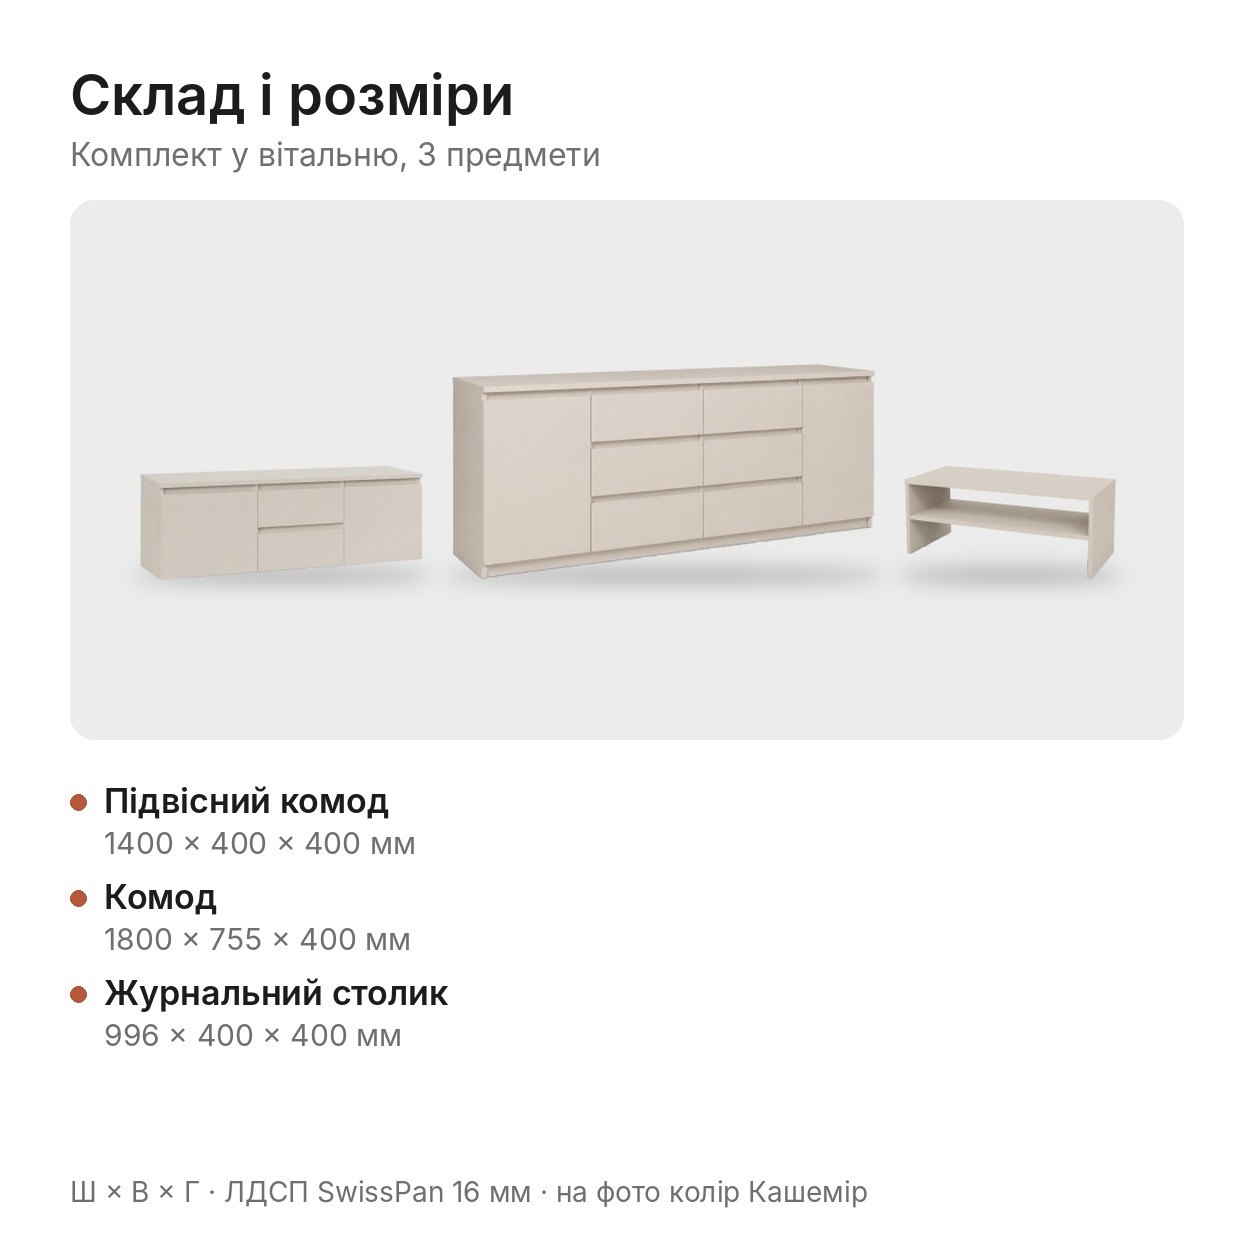 Склад і розміри
Комплект у вітальню, 3 предмети
Підвісний комод
1400 × 400 × 400 мм
Комод
1800 × 755 × 400 мм
Журнальний столик
996 × 400 × 400 мм
Ш × В × Г · ЛДСП SwissPan 16 мм · на фото колір Кашемір